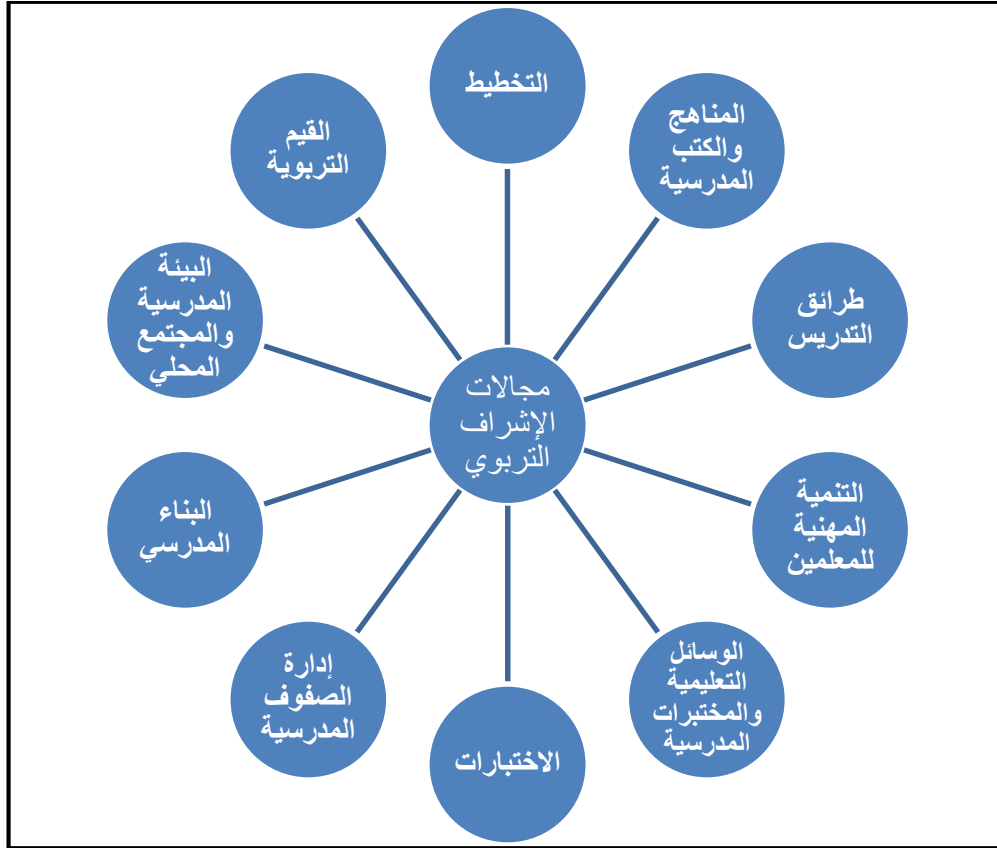 التخطيط
المناهج
والكتب
المدرسية
طرائق
التدريس
التنمية
المهنية
للمعلمين
الوسائل
التعليمية
والمختبرات
المدرسية
الاختبارات
إدارة
الصفوف
المدرسية
البناء
المدرسي
البيئة
المدرسية
والمجتمع
المحلي
القيم
التربوية
مجالات
الإشراف
التربوي